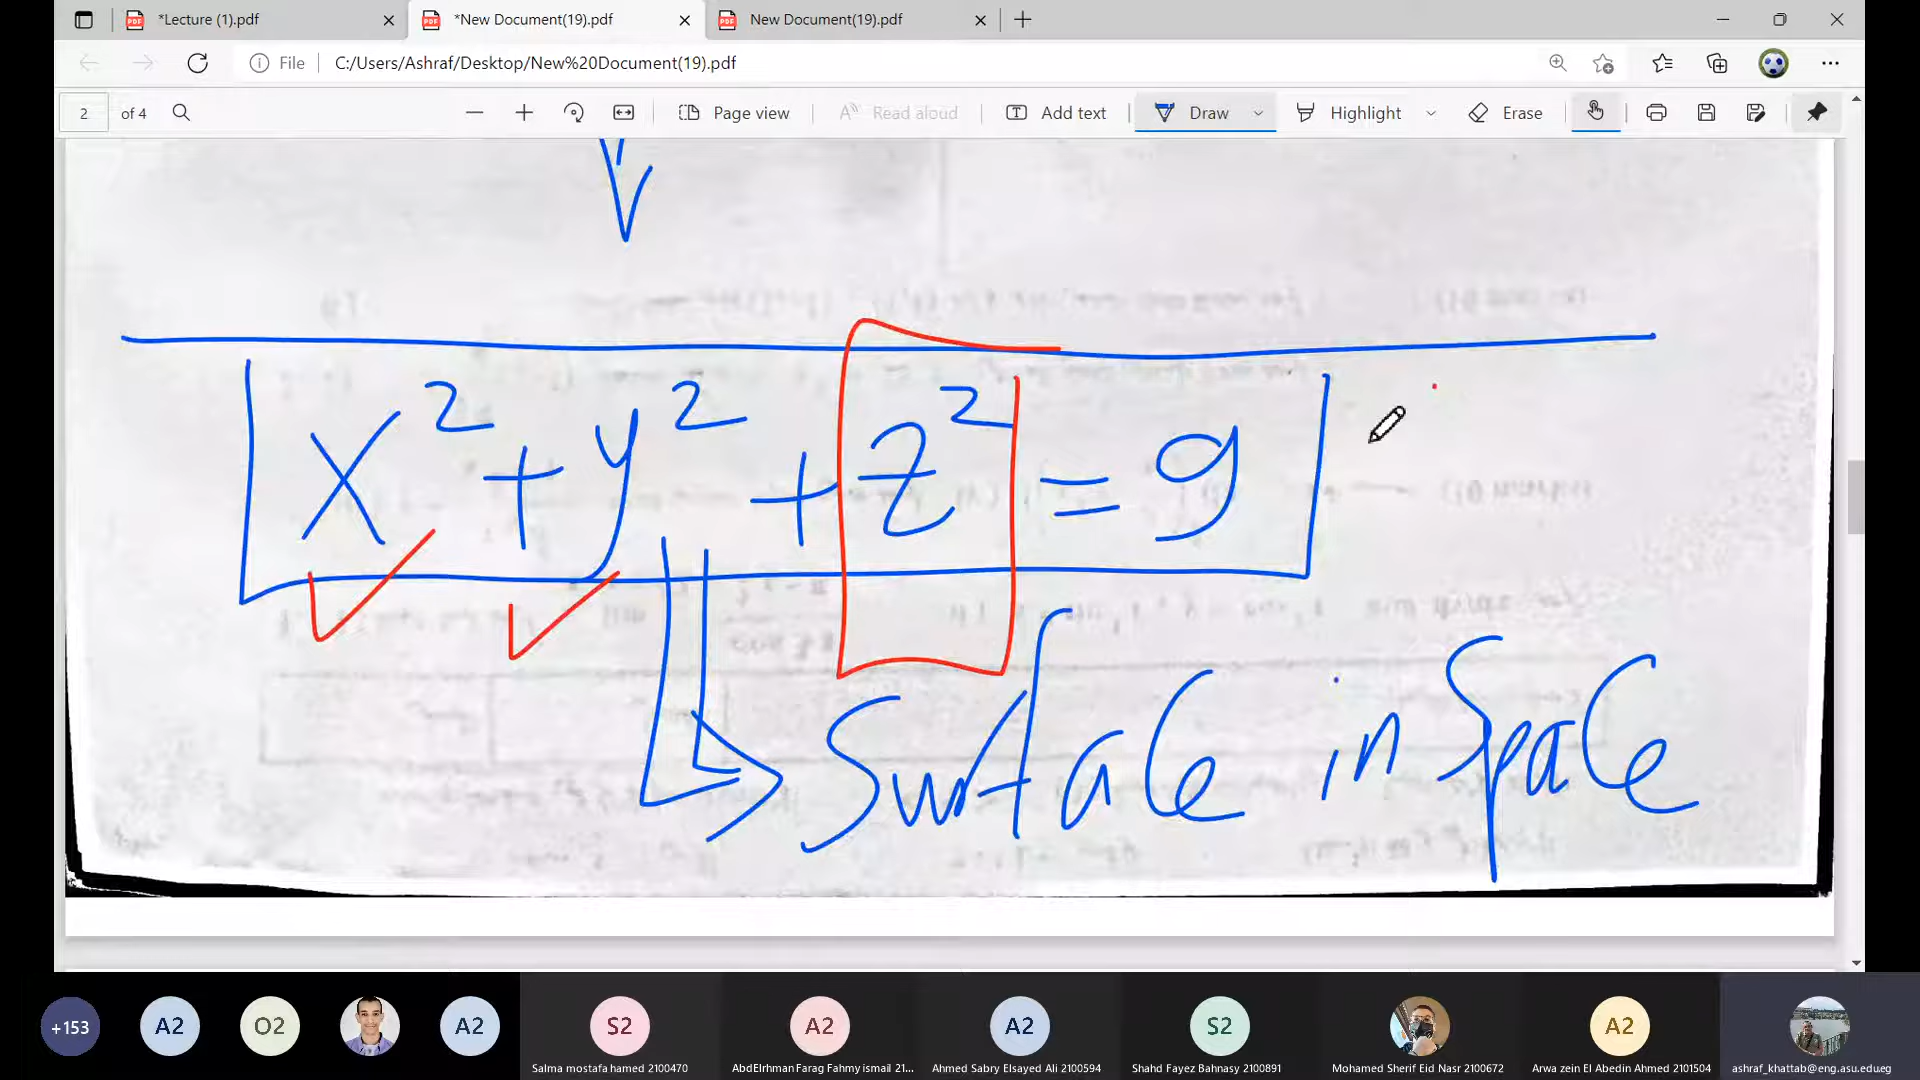 *Lecture (1).pdf
*New Document(19).pdf
New Document(19).pdf
File
C:/Users/Ashraf/Desktop/New%20Document(19).pdf
2 of 4
Page view
Read aloud
Add text
Draw
Highlight
Erase
x² + y² + z² = 9
Surface in Space
+153
A2
O2
A2
S2
A2
A2
S2
A2
Salma mostafa hamed 2100470
AbdElrhman Farag Fahmy ismail 21...
Ahmed Sabry Elsayed Ali 2100594
Shahd Fayez Bahnasy 2100891
Mohamed Sherif Eid Nasr 2100672
Arwa zein El Abedin Ahmed 2101504
ashraf_khattab@eng.asu.edu.eg